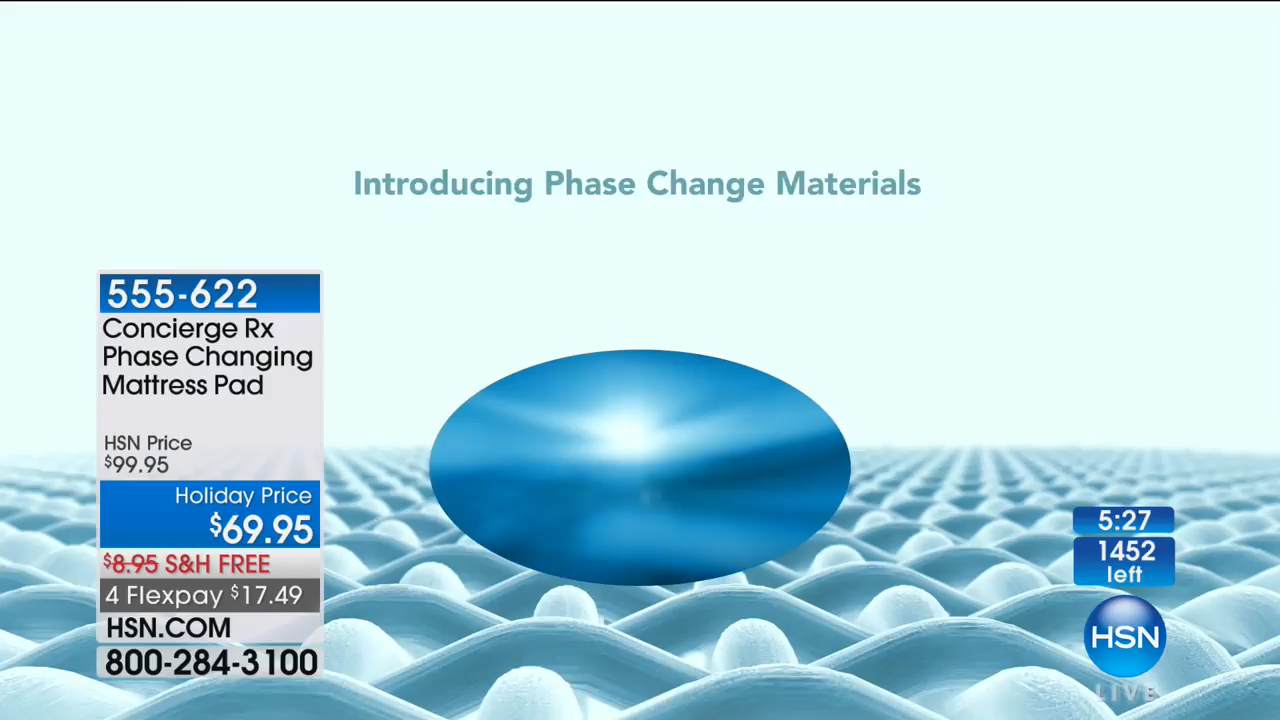 Introducing Phase Change Materials
555-622
Concierge Rx
Phase Changing
Mattress Pad
HSN Price
$99.95
Holiday Price
$69.95
$8.95 S&H FREE
4 Flexpay $17.49
HSN.COM
800-284-3100
5:27
1452
left
HSN
LIVE